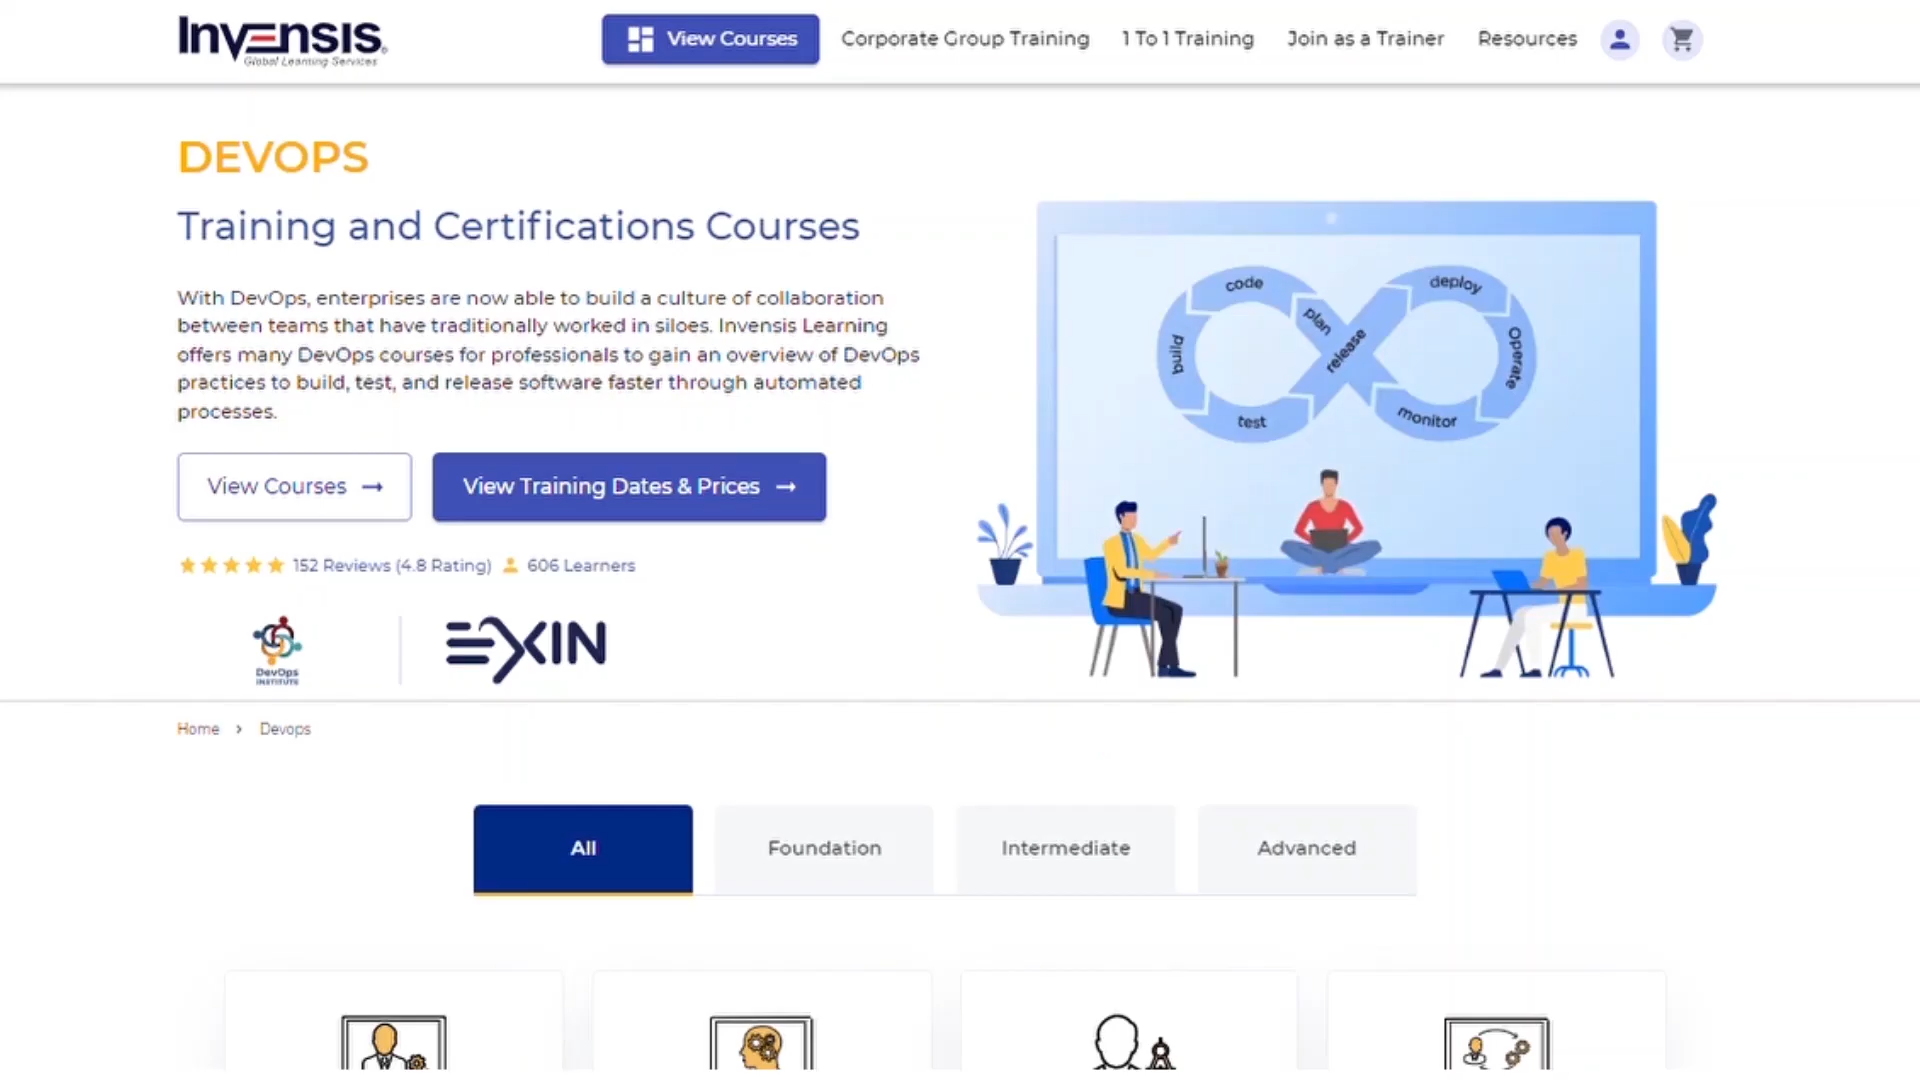 Invensis
Global Learning Services
View Courses
Corporate Group Training
1 To 1 Training
Join as a Trainer
Resources
DEVOPS
Training and Certifications Courses
With DevOps, enterprises are now able to build a culture of collaboration
between teams that have traditionally worked in siloes. Invensis Learning
offers many DevOps courses for professionals to gain an overview of DevOps
practices to build, test, and release software faster through automated
processes.
View Courses →
View Training Dates & Prices →
152 Reviews (4.8 Rating)
606 Learners
DevOps
INSTITUTE
EXIN
code
plan
release
deploy
Operate
monitor
test
build
Home > Devops
All
Foundation
Intermediate
Advanced